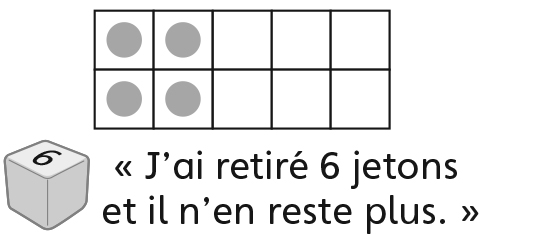 6
« J’ai retiré 6 jetons
et il n’en reste plus. »